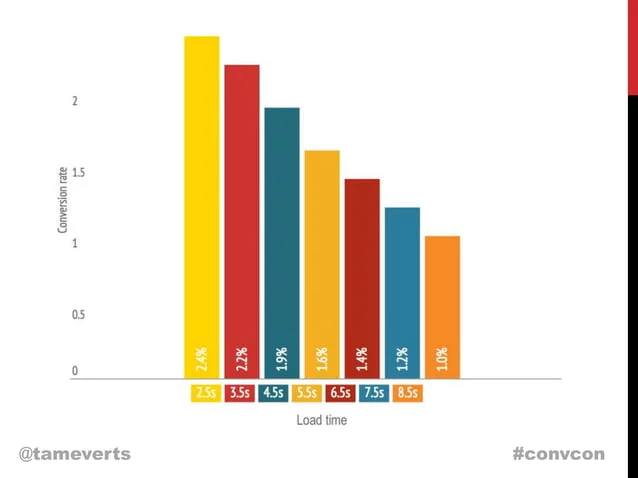 2
1.5
1
0.5
0
Conversion rate
2.4% 2.2% 1.9% 1.6% 1.4% 1.2% 1.0%
2.5s 3.5s 4.5s 5.5s 6.5s 7.5s 8.5s
Load time
@tameverts #convcon